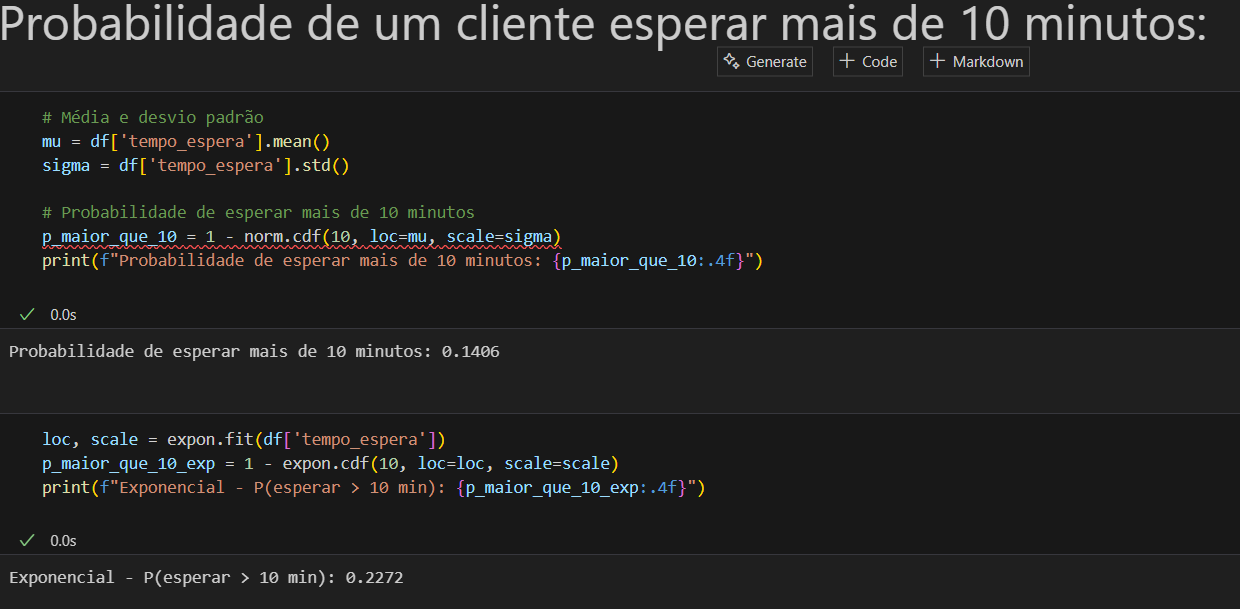 Probabilidade de um cliente esperar mais de 10 minutos:
Generate + Code + Markdown
# Média e desvio padrão
mu = df['tempo_espera'].mean()
sigma = df['tempo_espera'].std()
# Probabilidade de esperar mais de 10 minutos
p_maior_que_10 = 1 - norm.cdf(10, loc=mu, scale=sigma)
print(f"Probabilidade de esperar mais de 10 minutos: {p_maior_que_10:.4f}")
✓ 0.0s
Probabilidade de esperar mais de 10 minutos: 0.1406
loc, scale = expon.fit(df['tempo_espera'])
p_maior_que_10_exp = 1 - expon.cdf(10, loc=loc, scale=scale)
print(f"Exponencial - P(esperar > 10 min): {p_maior_que_10_exp:.4f}")
✓ 0.0s
Exponencial - P(esperar > 10 min): 0.2272